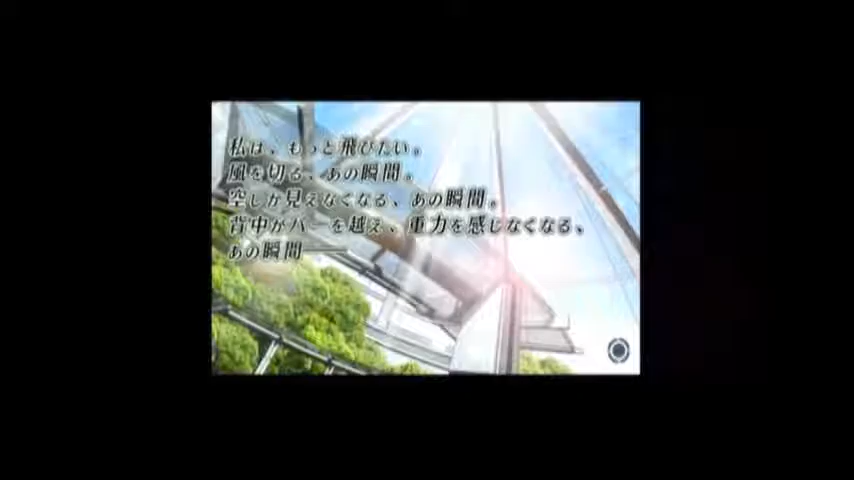 私は、もっと飛びたい。
風を切る、あの瞬間。
空しか見えなくなる、あの瞬間。
背中がバーを越え、重力を感じなくなる、
あの瞬間──